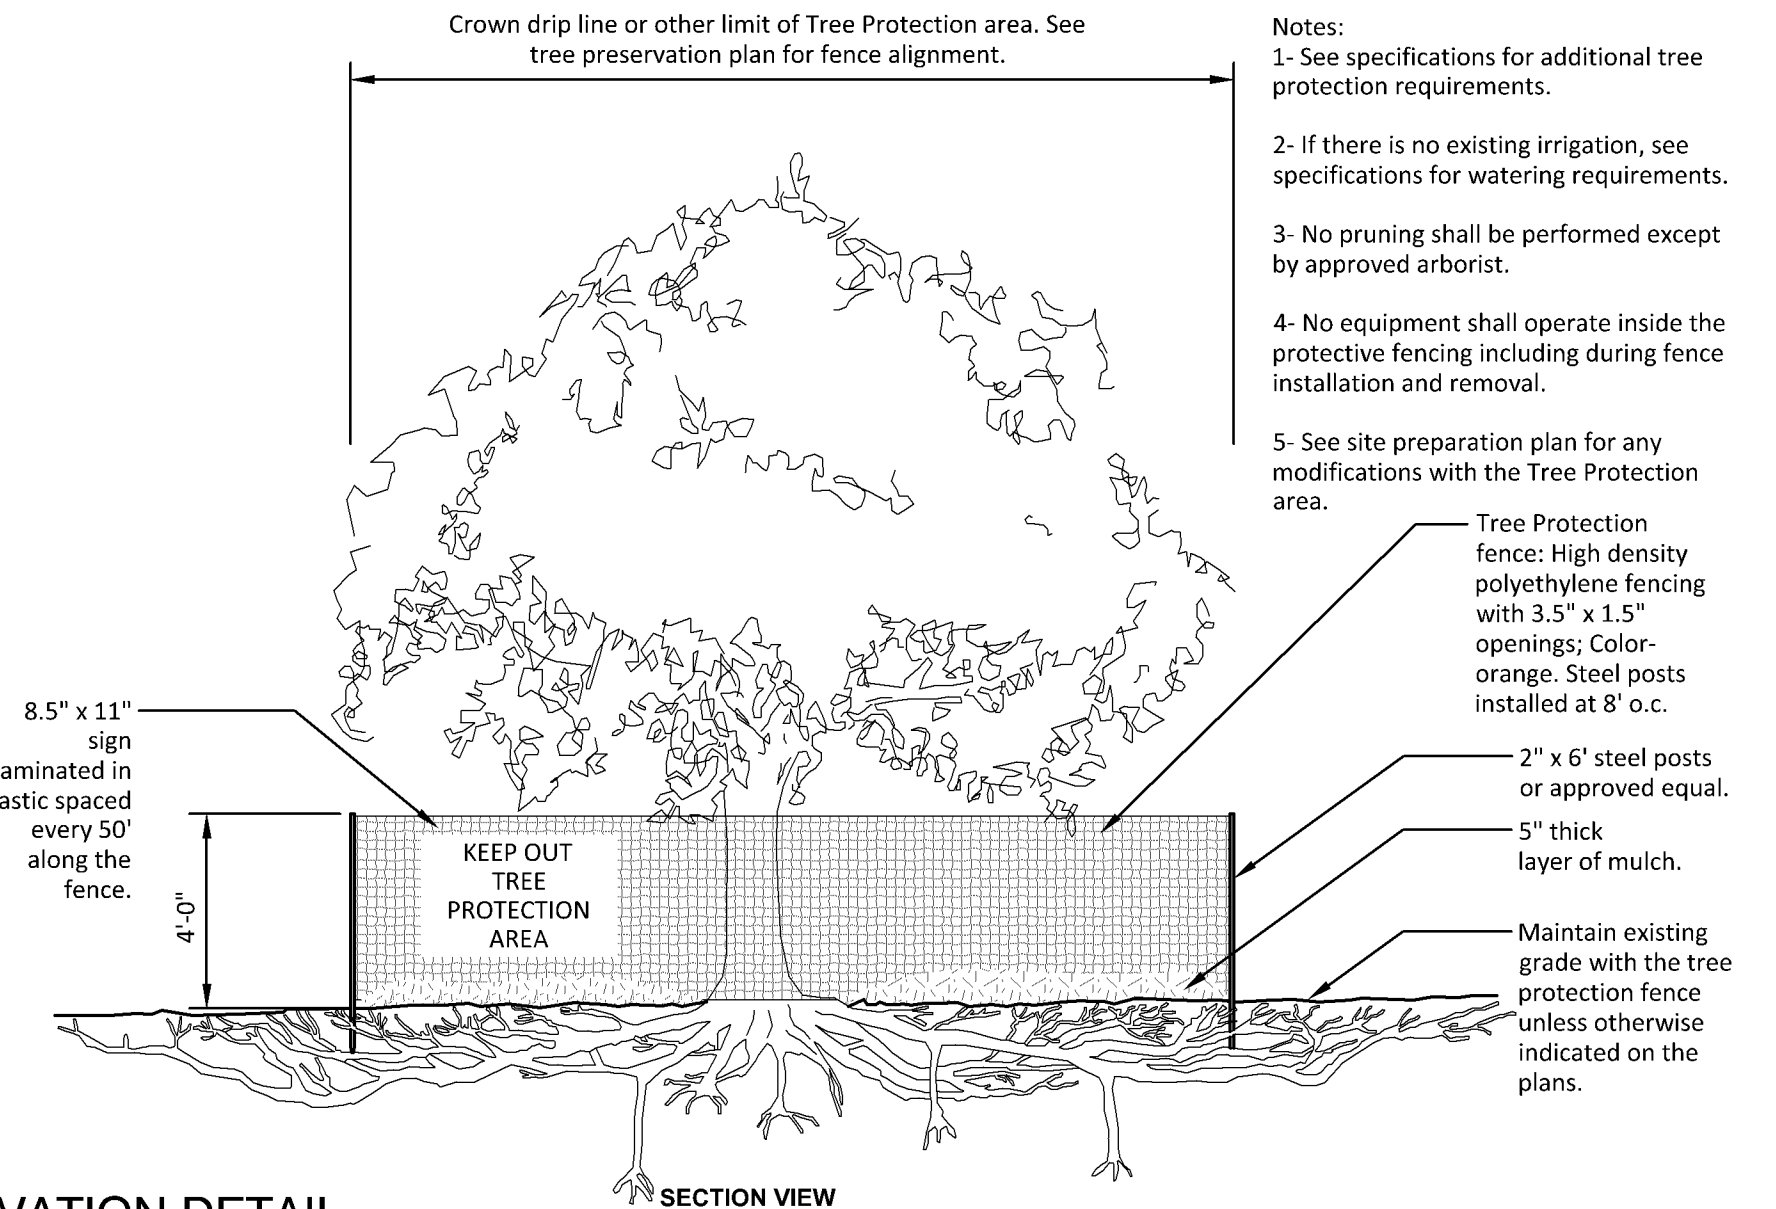 Crown drip line or other limit of Tree Protection area. See
tree preservation plan for fence alignment.
Notes:
1- See specifications for additional tree
protection requirements.
2- If there is no existing irrigation, see
specifications for watering requirements.
3- No pruning shall be performed except
by approved arborist.
4- No equipment shall operate inside the
protective fencing including during fence
installation and removal.
5- See site preparation plan for any
modifications with the Tree Protection
area.
Tree Protection
fence: High density
polyethylene fencing
with 3.5" x 1.5"
openings; Color-
orange. Steel posts
installed at 8' o.c.
2" x 6' steel posts
or approved equal.
5" thick
layer of mulch.
Maintain existing
grade with the tree
protection fence
unless otherwise
indicated on the
plans.
8.5" x 11"
sign
aminated in
astic spaced
every 50'
along the
fence.
4'-0"
KEEP OUT
TREE
PROTECTION
AREA
SECTION VIEW
VATION DETAIL